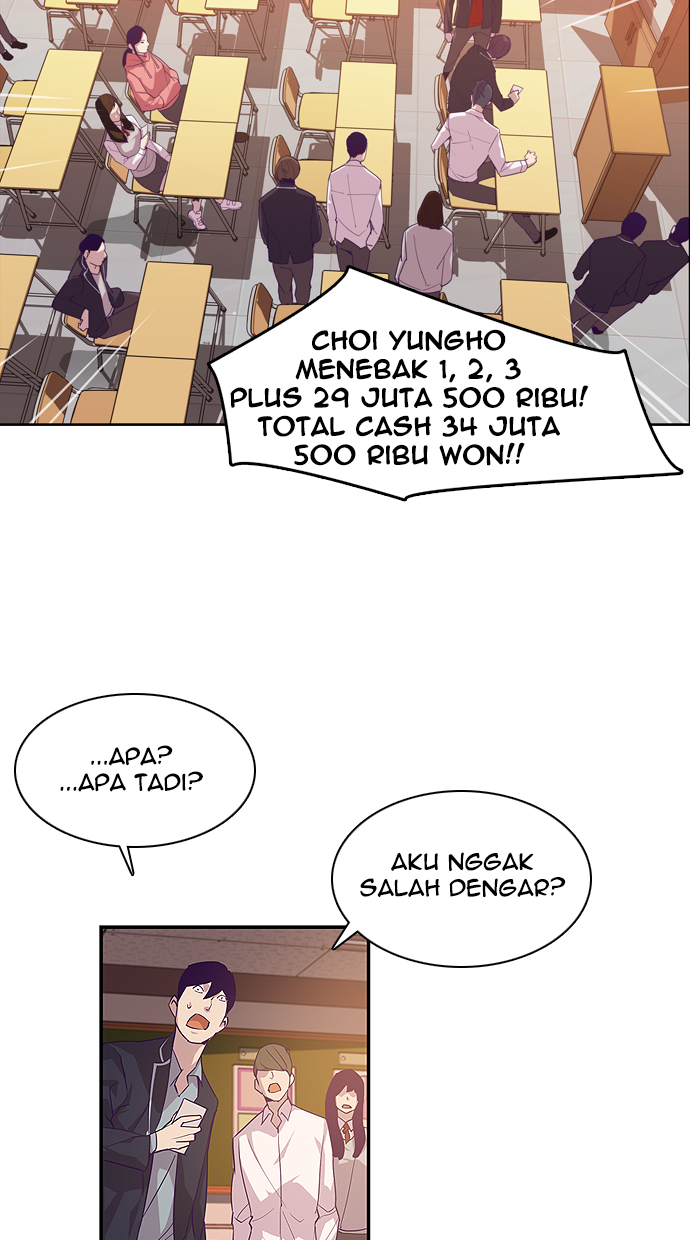 CHOI YUNGHO
MENEBAK 1, 2, 3
PLUS 29 JUTA 500 RIBU!
TOTAL CASH 34 JUTA
500 RIBU WON!!
...APA?
...APA TADI?
AKU NGGAK
SALAH DENGAR?